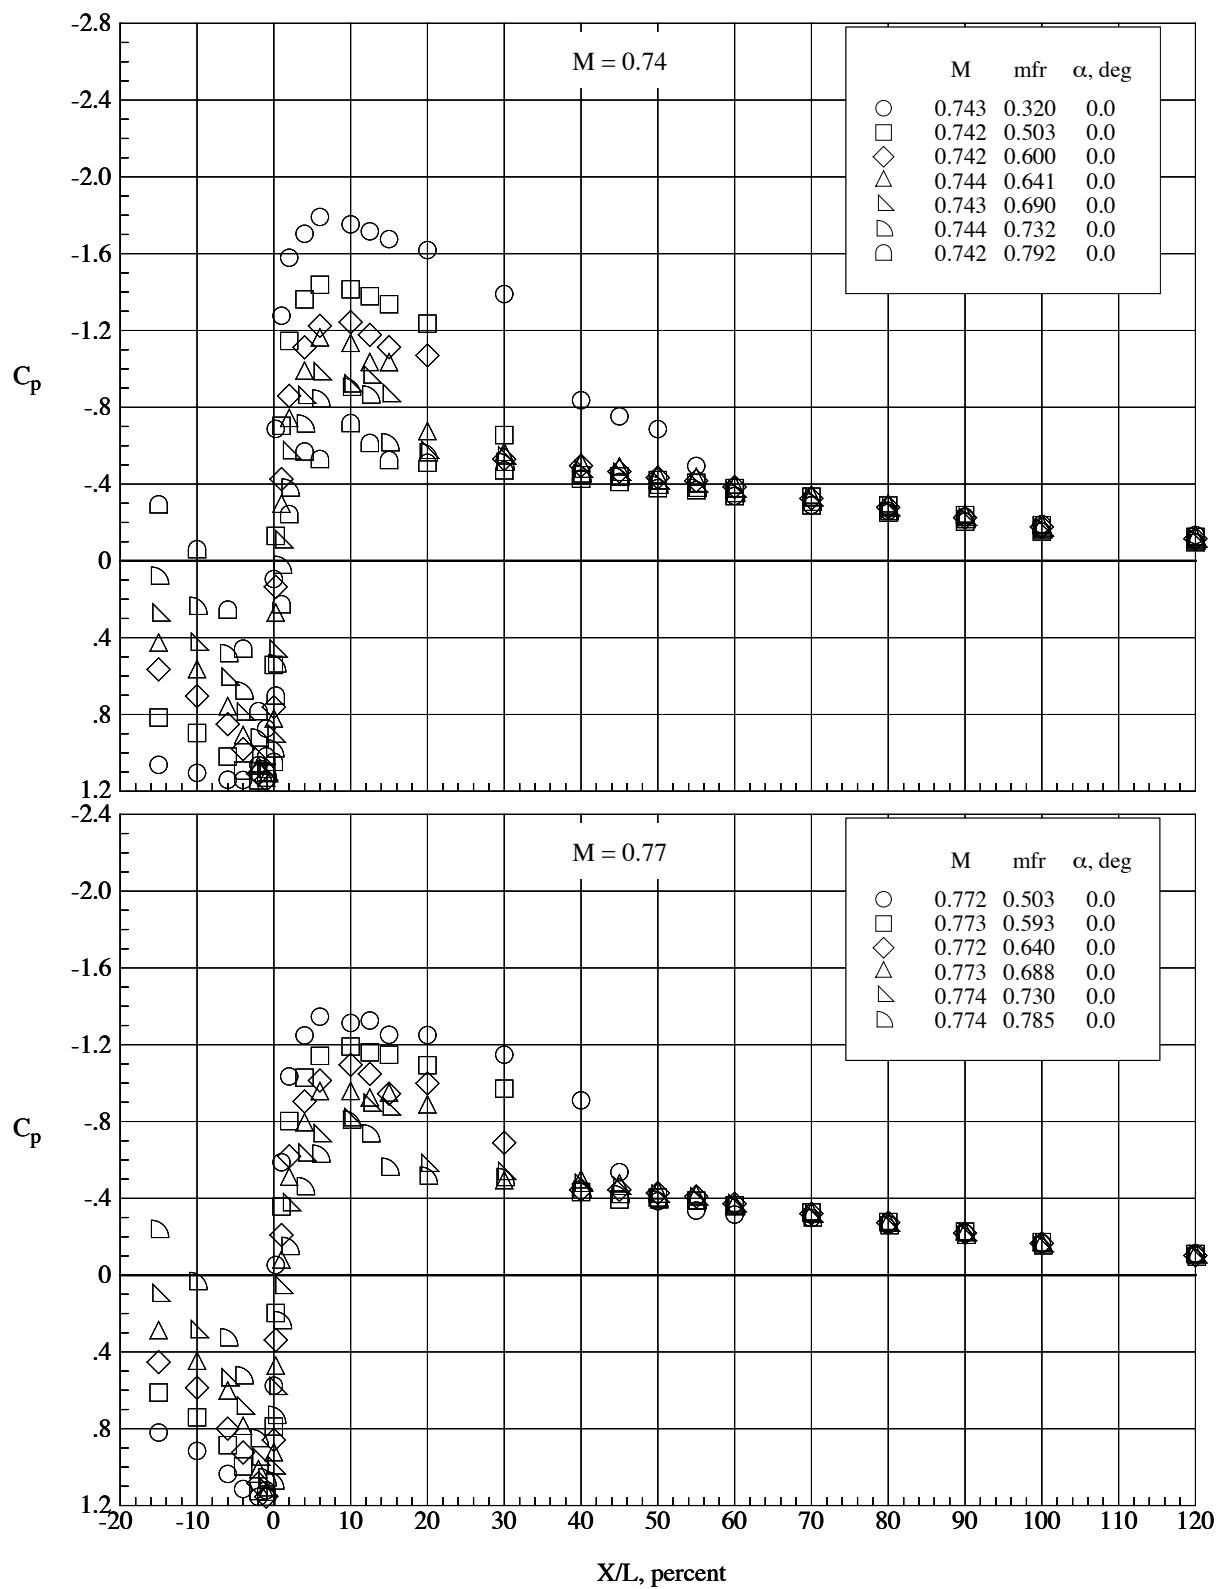 -2.8
M = 0.74
M mfr α, deg
0.743 0.320 0.0
0.742 0.503 0.0
0.742 0.600 0.0
0.744 0.641 0.0
0.743 0.690 0.0
0.744 0.732 0.0
0.742 0.792 0.0
-2.4
-2.0
-1.6
-1.2
Cp
-.8
-.4
0
.4
.8
1.2
-2.4
M = 0.77
M mfr α, deg
0.772 0.503 0.0
0.773 0.593 0.0
0.772 0.640 0.0
0.773 0.688 0.0
0.774 0.730 0.0
0.774 0.785 0.0
-2.0
-1.6
-1.2
Cp
-.8
-.4
0
.4
.8
1.2
-20 -10 0 10 20 30 40 50 60 70 80 90 100 110 120
X/L, percent